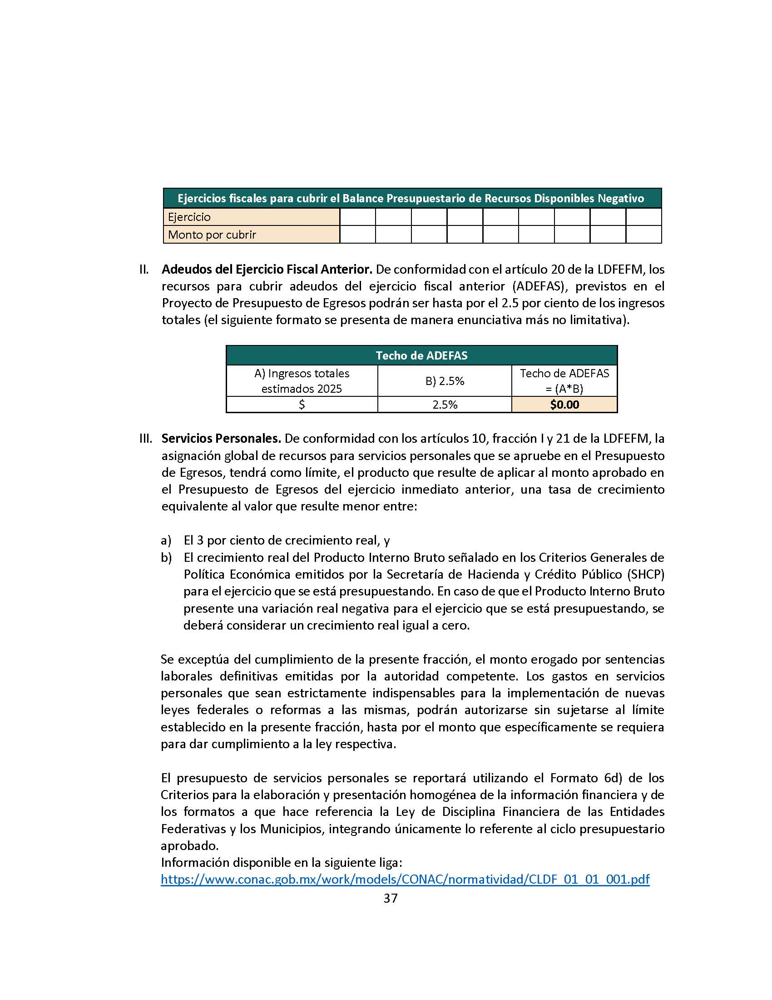 Ejercicios fiscales para cubrir el Balance Presupuestario de Recursos Disponibles Negativo
Ejercicio
Monto por cubrir
II. Adeudos del Ejercicio Fiscal Anterior. De conformidad con el artículo 20 de la LDFEFM, los
recursos para cubrir adeudos del ejercicio fiscal anterior (ADEFAS), previstos en el
Proyecto de Presupuesto de Egresos podrán ser hasta por el 2.5 por ciento de los ingresos
totales (el siguiente formato se presenta de manera enunciativa más no limitativa).
Techo de ADEFAS
A) Ingresos totales
estimados 2025
B) 2.5%
Techo de ADEFAS
= (A*B)
$ 2.5% $0.00
III. Servicios Personales. De conformidad con los artículos 10, fracción I y 21 de la LDFEFM, la
asignación global de recursos para servicios personales que se apruebe en el Presupuesto
de Egresos, tendrá como límite, el producto que resulte de aplicar al monto aprobado en
el Presupuesto de Egresos del ejercicio inmediato anterior, una tasa de crecimiento
equivalente al valor que resulte menor entre:
a) El 3 por ciento de crecimiento real, y
b) El crecimiento real del Producto Interno Bruto señalado en los Criterios Generales de
Política Económica emitidos por la Secretaría de Hacienda y Crédito Público (SHCP)
para el ejercicio que se está presupuestando. En caso de que el Producto Interno Bruto
presente una variación real negativa para el ejercicio que se está presupuestando, se
deberá considerar un crecimiento real igual a cero.
Se exceptúa del cumplimiento de la presente fracción, el monto erogado por sentencias
laborales definitivas emitidas por la autoridad competente. Los gastos en servicios
personales que sean estrictamente indispensables para la implementación de nuevas
leyes federales o reformas a las mismas, podrán autorizarse sin sujetarse al límite
establecido en la presente fracción, hasta por el monto que específicamente se requiera
para dar cumplimiento a la ley respectiva.
El presupuesto de servicios personales se reportará utilizando el Formato 6d) de los
Criterios para la elaboración y presentación homogénea de la información financiera y de
los formatos a que hace referencia la Ley de Disciplina Financiera de las Entidades
Federativas y los Municipios, integrando únicamente lo referente al ciclo presupuestario
aprobado.
Información disponible en la siguiente liga:
https://www.conac.gob.mx/work/models/CONAC/normatividad/CLDF_01_01_001.pdf
37